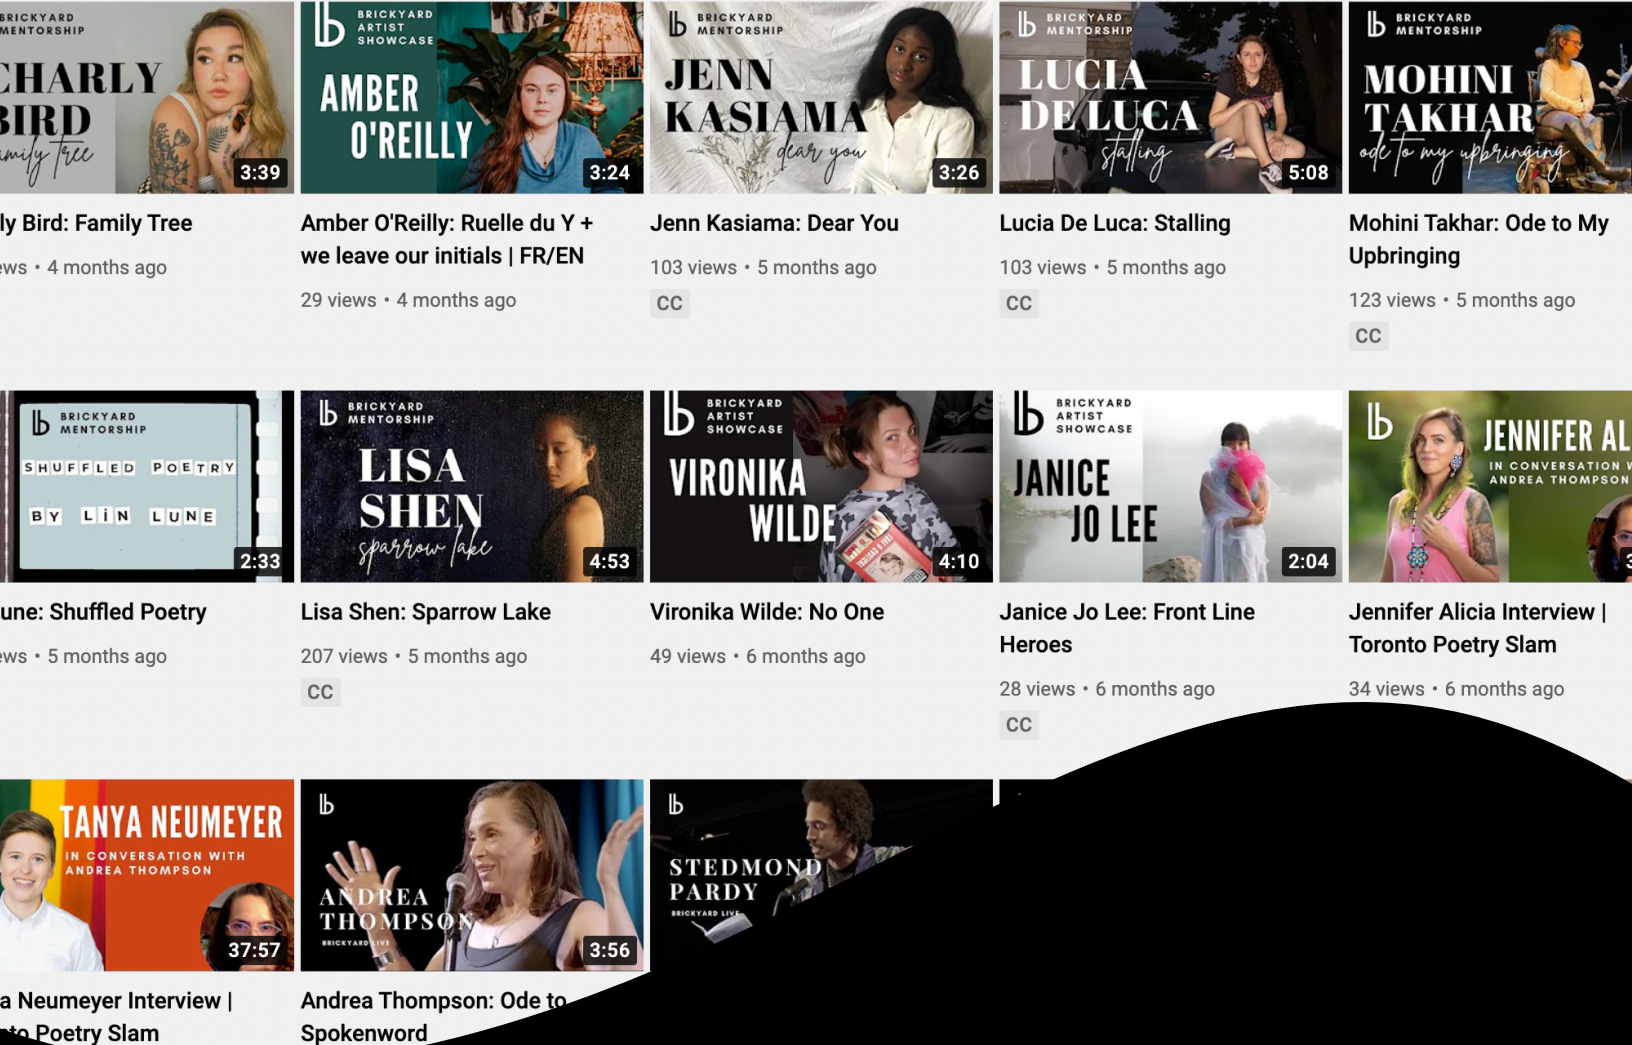 BRICKYARD
MENTORSHIP
CHARLY
BIRD
family tree
3:39
ly Bird: Family Tree
ews • 4 months ago
BRICKYARD
ARTIST
SHOWCASE
AMBER
O'REILLY
3:24
Amber O'Reilly: Ruelle du Y +
we leave our initials | FR/EN
29 views • 4 months ago
BRICKYARD
MENTORSHIP
JENN
KASIAMA
dear you
3:26
Jenn Kasiama: Dear You
103 views • 5 months ago
CC
BRICKYARD
MENTORSHIP
LUCIA
DE LUCA
stalling
5:08
Lucia De Luca: Stalling
103 views • 5 months ago
CC
BRICKYARD
MENTORSHIP
MOHINI
TAKHAR
ode to my upbringing
Mohini Takhar: Ode to My
Upbringing
123 views • 5 months ago
CC
BRICKYARD
MENTORSHIP
SHUFFLED POETRY
BY LIN LUNE
2:33
une: Shuffled Poetry
ews • 5 months ago
BRICKYARD
MENTORSHIP
LISA
SHEN
sparrow lake
4:53
Lisa Shen: Sparrow Lake
207 views • 5 months ago
CC
BRICKYARD
ARTIST
SHOWCASE
VIRONIKA
WILDE
4:10
Vironika Wilde: No One
49 views • 6 months ago
BRICKYARD
ARTIST
SHOWCASE
JANICE
JO LEE
2:04
Janice Jo Lee: Front Line
Heroes
28 views • 6 months ago
CC
JENNIFER AL
IN CONVERSATION W
ANDREA THOMPSON
3
Jennifer Alicia Interview |
Toronto Poetry Slam
34 views • 6 months ago
TANYA NEUMEYER
IN CONVERSATION WITH
ANDREA THOMPSON
37:57
a Neumeyer Interview |
nto Poetry Slam
ANDREA
THOMPSON
BRICKYARD LIVE
3:56
Andrea Thompson: Ode to
Spokenword
STEDMOND
PARDY
BRICKYARD LIVE